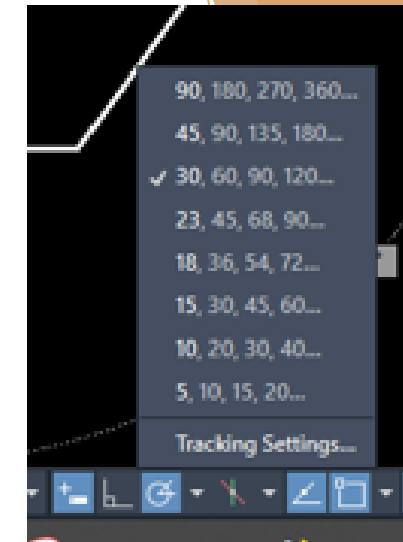 90, 180, 270, 360...
45, 90, 135, 180...
30, 60, 90, 120...
23, 45, 68, 90...
18, 36, 54, 72...
15, 30, 45, 60...
10, 20, 30, 40...
5, 10, 15, 20...
Tracking Settings...